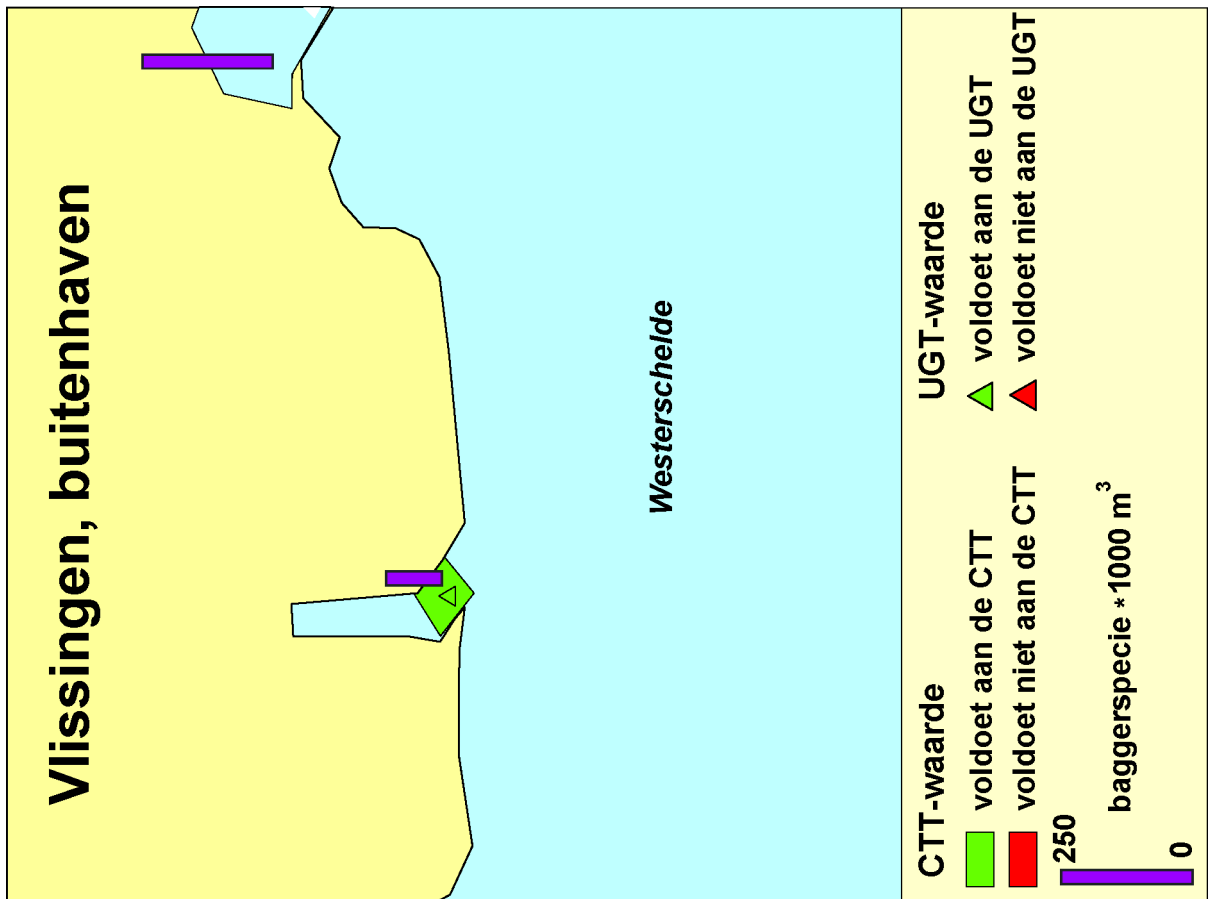 Vlissingen, buitenhaven
Westerschelde
CTT-waarde
voldoet aan de CTT
voldoet niet aan de CTT
UGT-waarde
voldoet aan de UGT
voldoet niet aan de UGT
250
0
baggerspecie *1000 m³